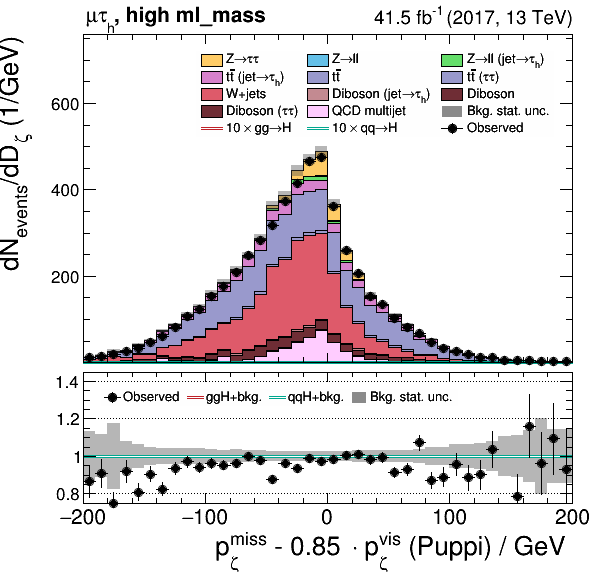 μτh, high ml_mass 41.5 fb⁻¹ (2017, 13 TeV)
dNevents/dDζ (1/GeV)
600
400
200
Z→ττ Z→ll Z→ll (jet→τh)
tt̄ (jet→τh) tt̄ tt̄ (ττ)
W+jets Diboson (jet→τh) Diboson
Diboson (ττ) QCD multijet Bkg. stat. unc.
10 × gg→H 10 × qq→H Observed
1.4
1.2
1
0.8
Observed ggH+bkg. qqH+bkg. Bkg. stat. unc.
−200 −100 0 100 200
pζmiss - 0.85 · pζvis (Puppi) / GeV